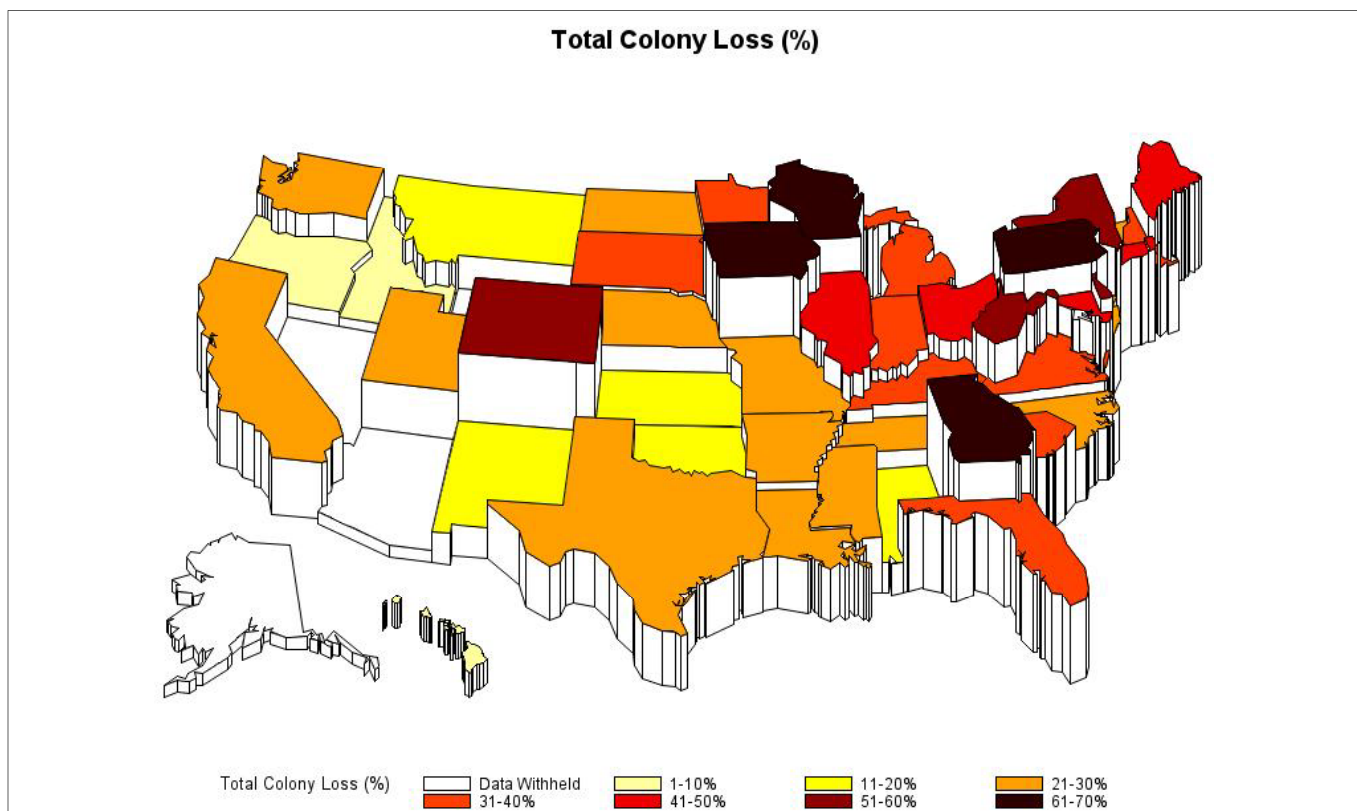 Total Colony Loss (%)
Total Colony Loss (%) Data Withheld 1-10% 11-20% 21-30%
31-40% 41-50% 51-60% 61-70%